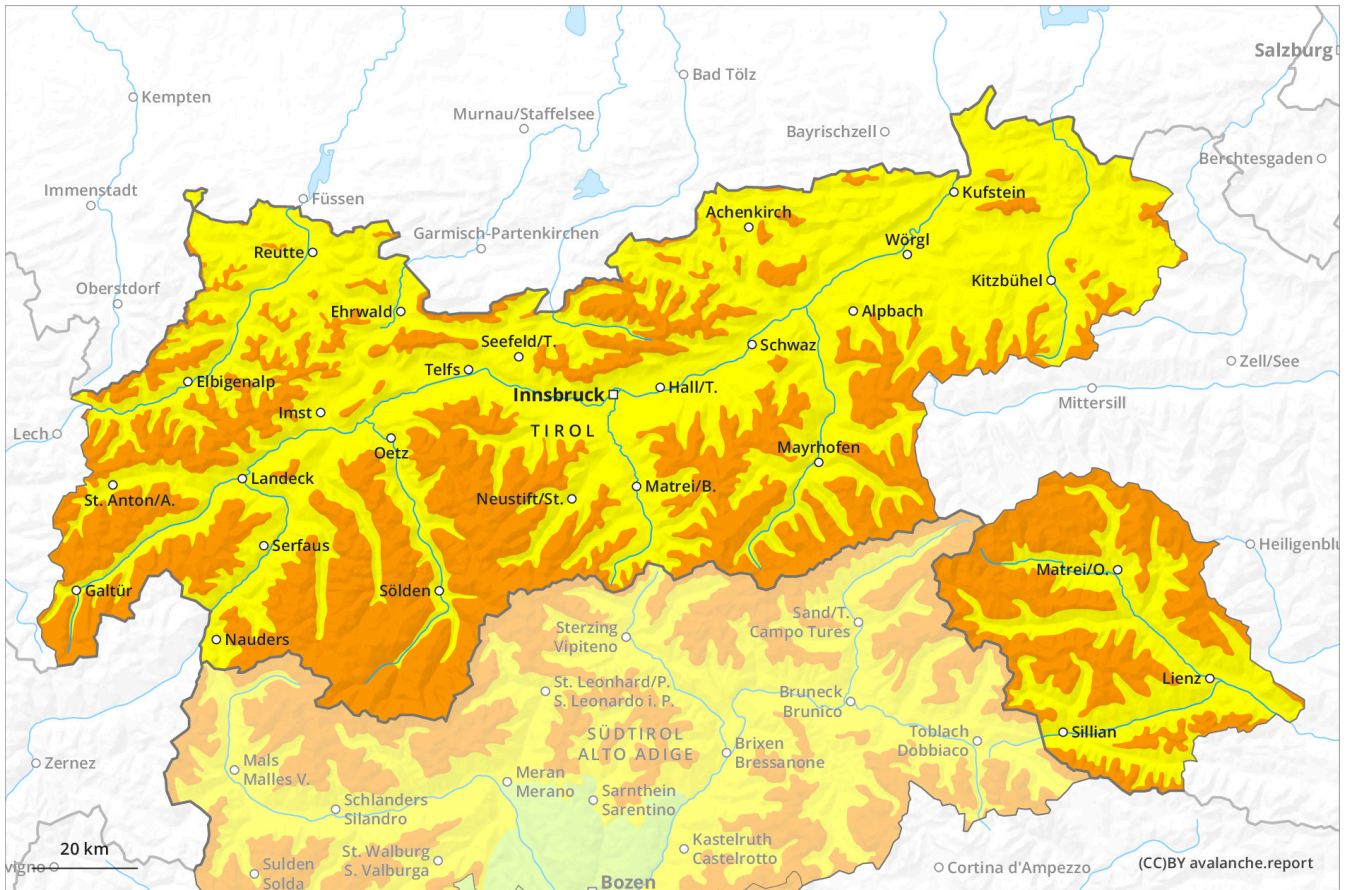 Salzburg
Bad Tölz
Kempten
Murnau/Staffelsee
Bayrischzell
Berchtesgaden
Immenstadt
Füssen
Kufstein
Achenkirch
Garmisch-Partenkirchen
Wörgl
Reutte
Kitzbühel
Oberstdorf
Ehrwald
Alpbach
Seefeld/T.
Schwaz
Zell/See
Telfs
Elbigenalp
Hall/T.
Innsbruck
Mittersill
Imst
TIROL
Lech
Oetz
Mayrhofen
Landeck
Matrei/B.
St. Anton/A.
Neustift/St.
Serfaus
Heiligenblu
Matrei/O.
Galtür
Sölden
Sand/T.
Campo Tures
Sterzing
Vipiteno
Nauders
Lienz
St. Leonhard/P.
S. Leonardo i. P.
Bruneck
Brunico
SÜDTIROL
ALTO ADIGE
Toblach
Dobbiaco
Sillian
Brixen
Bressanone
Zernez
Mals
Malles V.
Meran
Merano
Sarnthein
Sarentino
Schlanders
Silandro
20 km
St. Walburg
S. Valburga
Kastelruth
Castelrotto
vigno
Sulden
Solda
Cortina d'Ampezzo
(CC)BY avalanche.report
Bozen